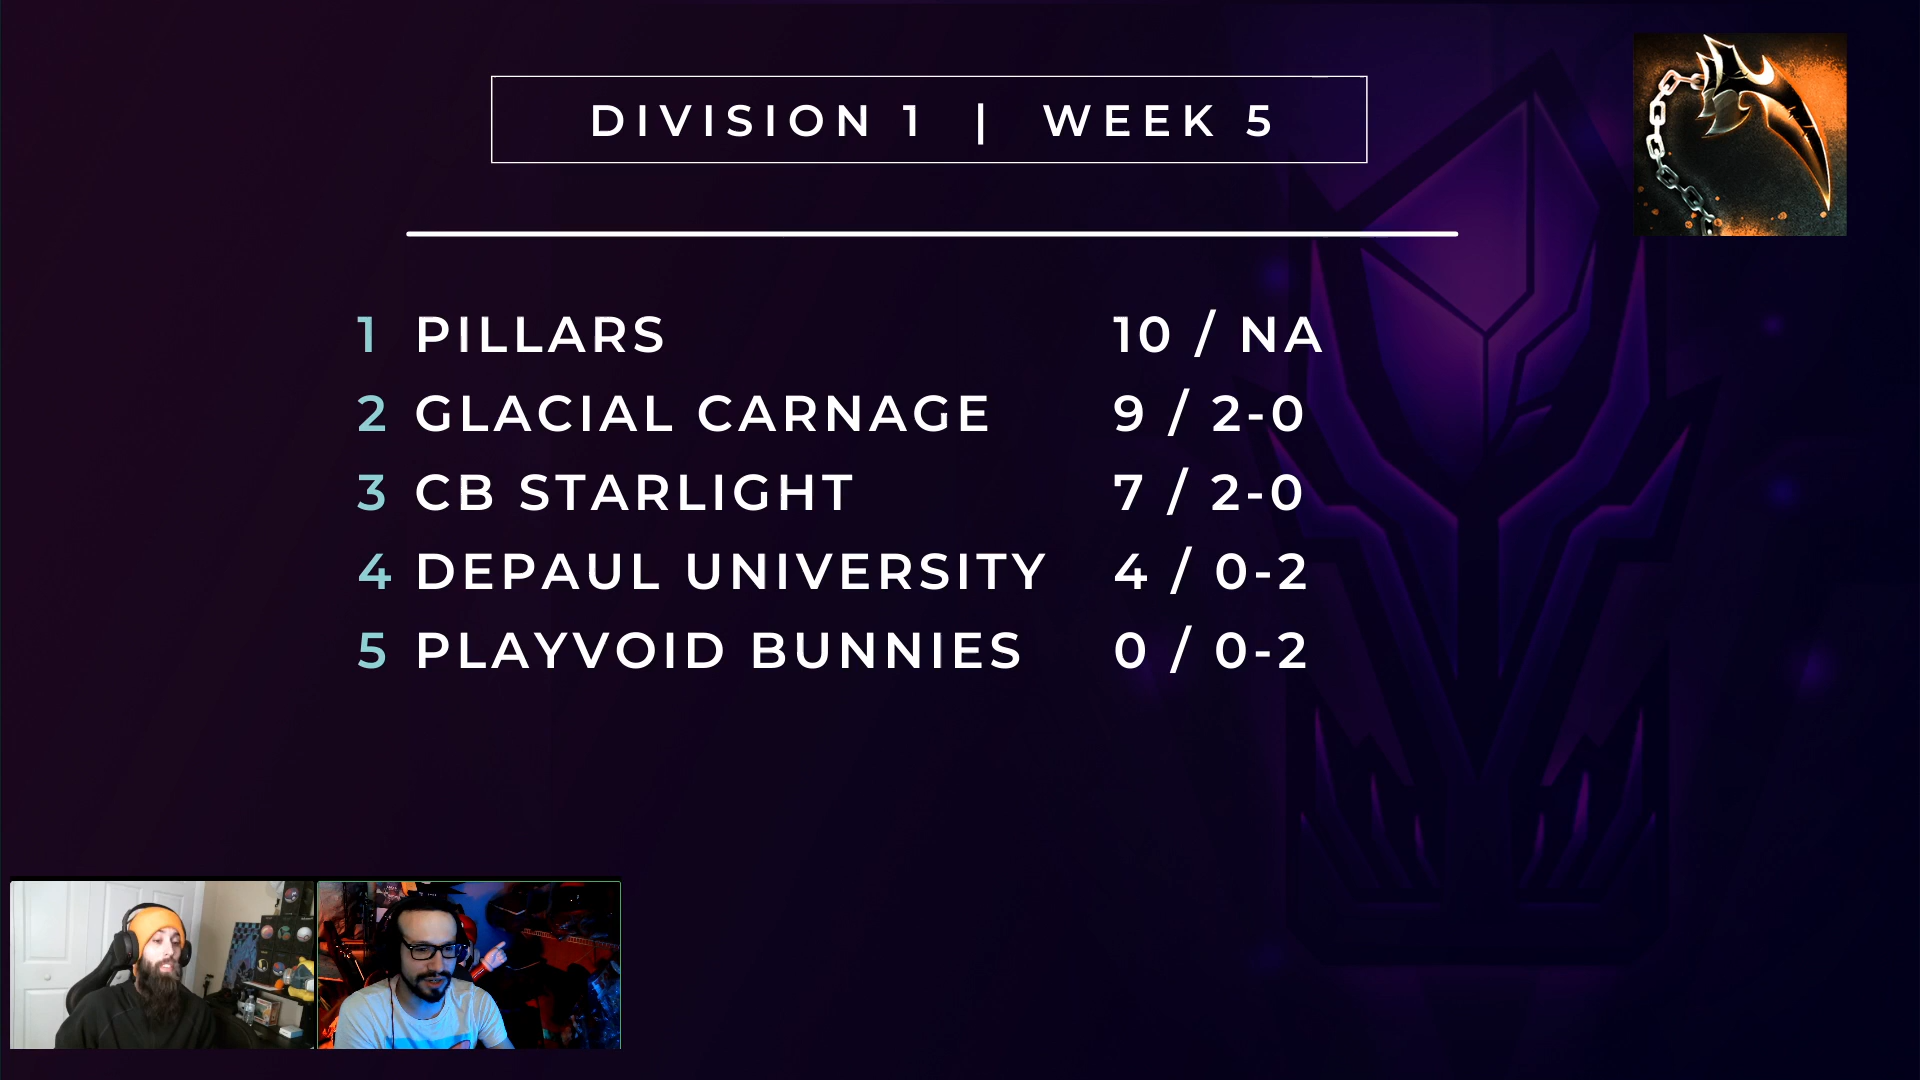 DIVISION 1 | WEEK 5
1 PILLARS 10 / NA
2 GLACIAL CARNAGE 9 / 2-0
3 CB STARLIGHT 7 / 2-0
4 DEPAUL UNIVERSITY 4 / 0-2
5 PLAYVOID BUNNIES 0 / 0-2